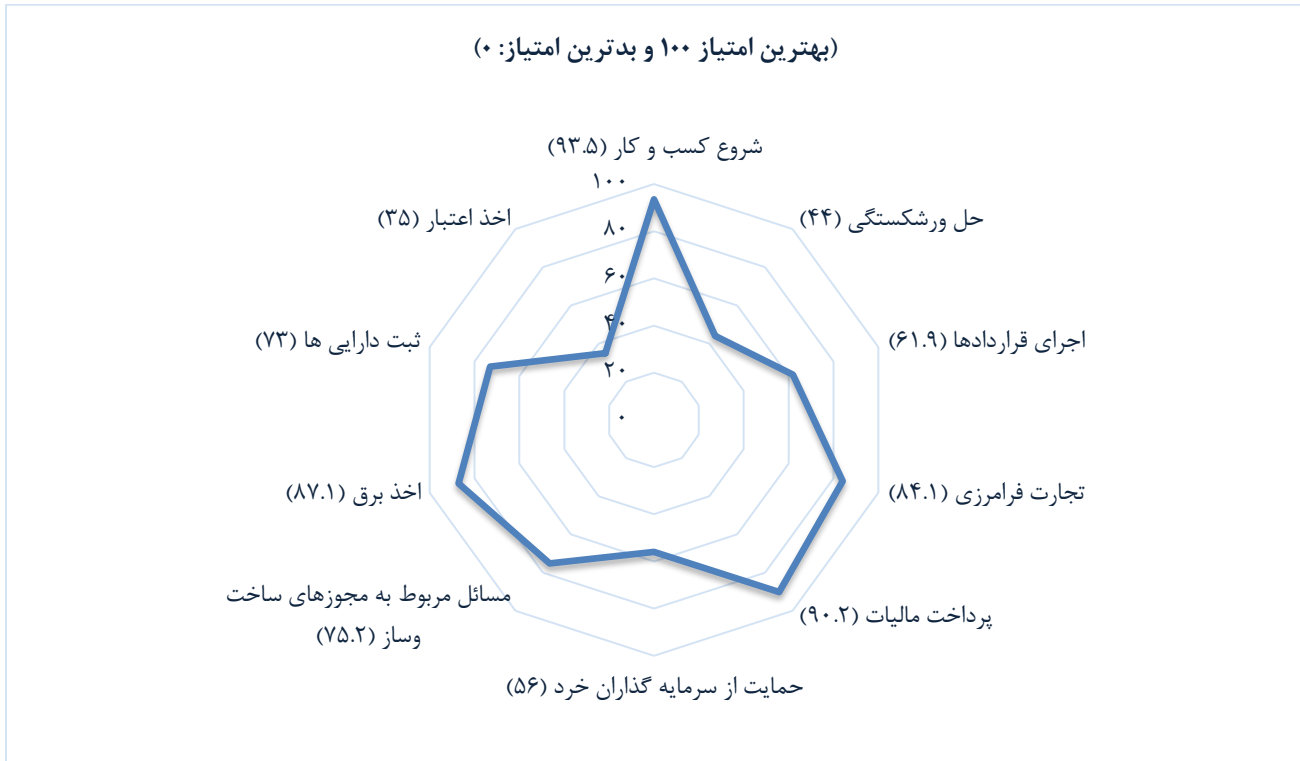 (بهترین امتیاز ۱۰۰ و بدترین امتیاز: ۰)
شروع کسب و کار (۹۳.۵)
حل ورشکستگی (۴۴)
اجرای قراردادها (۶۱.۹)
تجارت فرامرزی (۸۴.۱)
پرداخت مالیات (۹۰.۲)
حمایت از سرمایه گذاران خرد (۵۶)
مسائل مربوط به مجوزهای ساخت
وساز (۷۵.۲)
اخذ برق (۸۷.۱)
ثبت دارایی ها (۷۳)
اخذ اعتبار (۳۵)
۱۰۰
۸۰
۶۰
۴۰
۲۰
۰